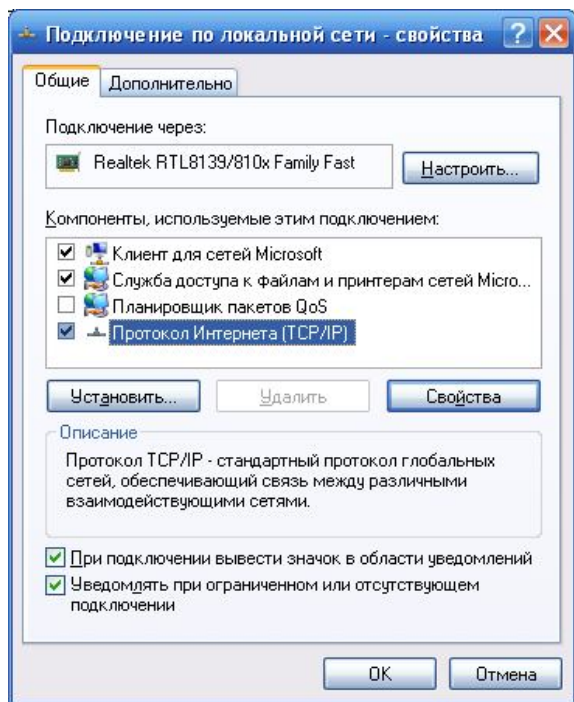 Подключение по локальной сети - свойства
Общие
Дополнительно
Подключение через:
Realtek RTL8139/810x Family Fast
Настроить...
Компоненты, используемые этим подключением:
Клиент для сетей Microsoft
Служба доступа к файлам и принтерам сетей Micro...
Планировщик пакетов QoS
Протокол Интернета (TCP/IP)
Установить...
Удалить
Свойства
Описание
Протокол TCP/IP - стандартный протокол глобальных
сетей, обеспечивающий связь между различными
взаимодействующими сетями.
При подключении вывести значок в области уведомлений
Уведомлять при ограниченном или отсутствующем
подключении
OK
Отмена